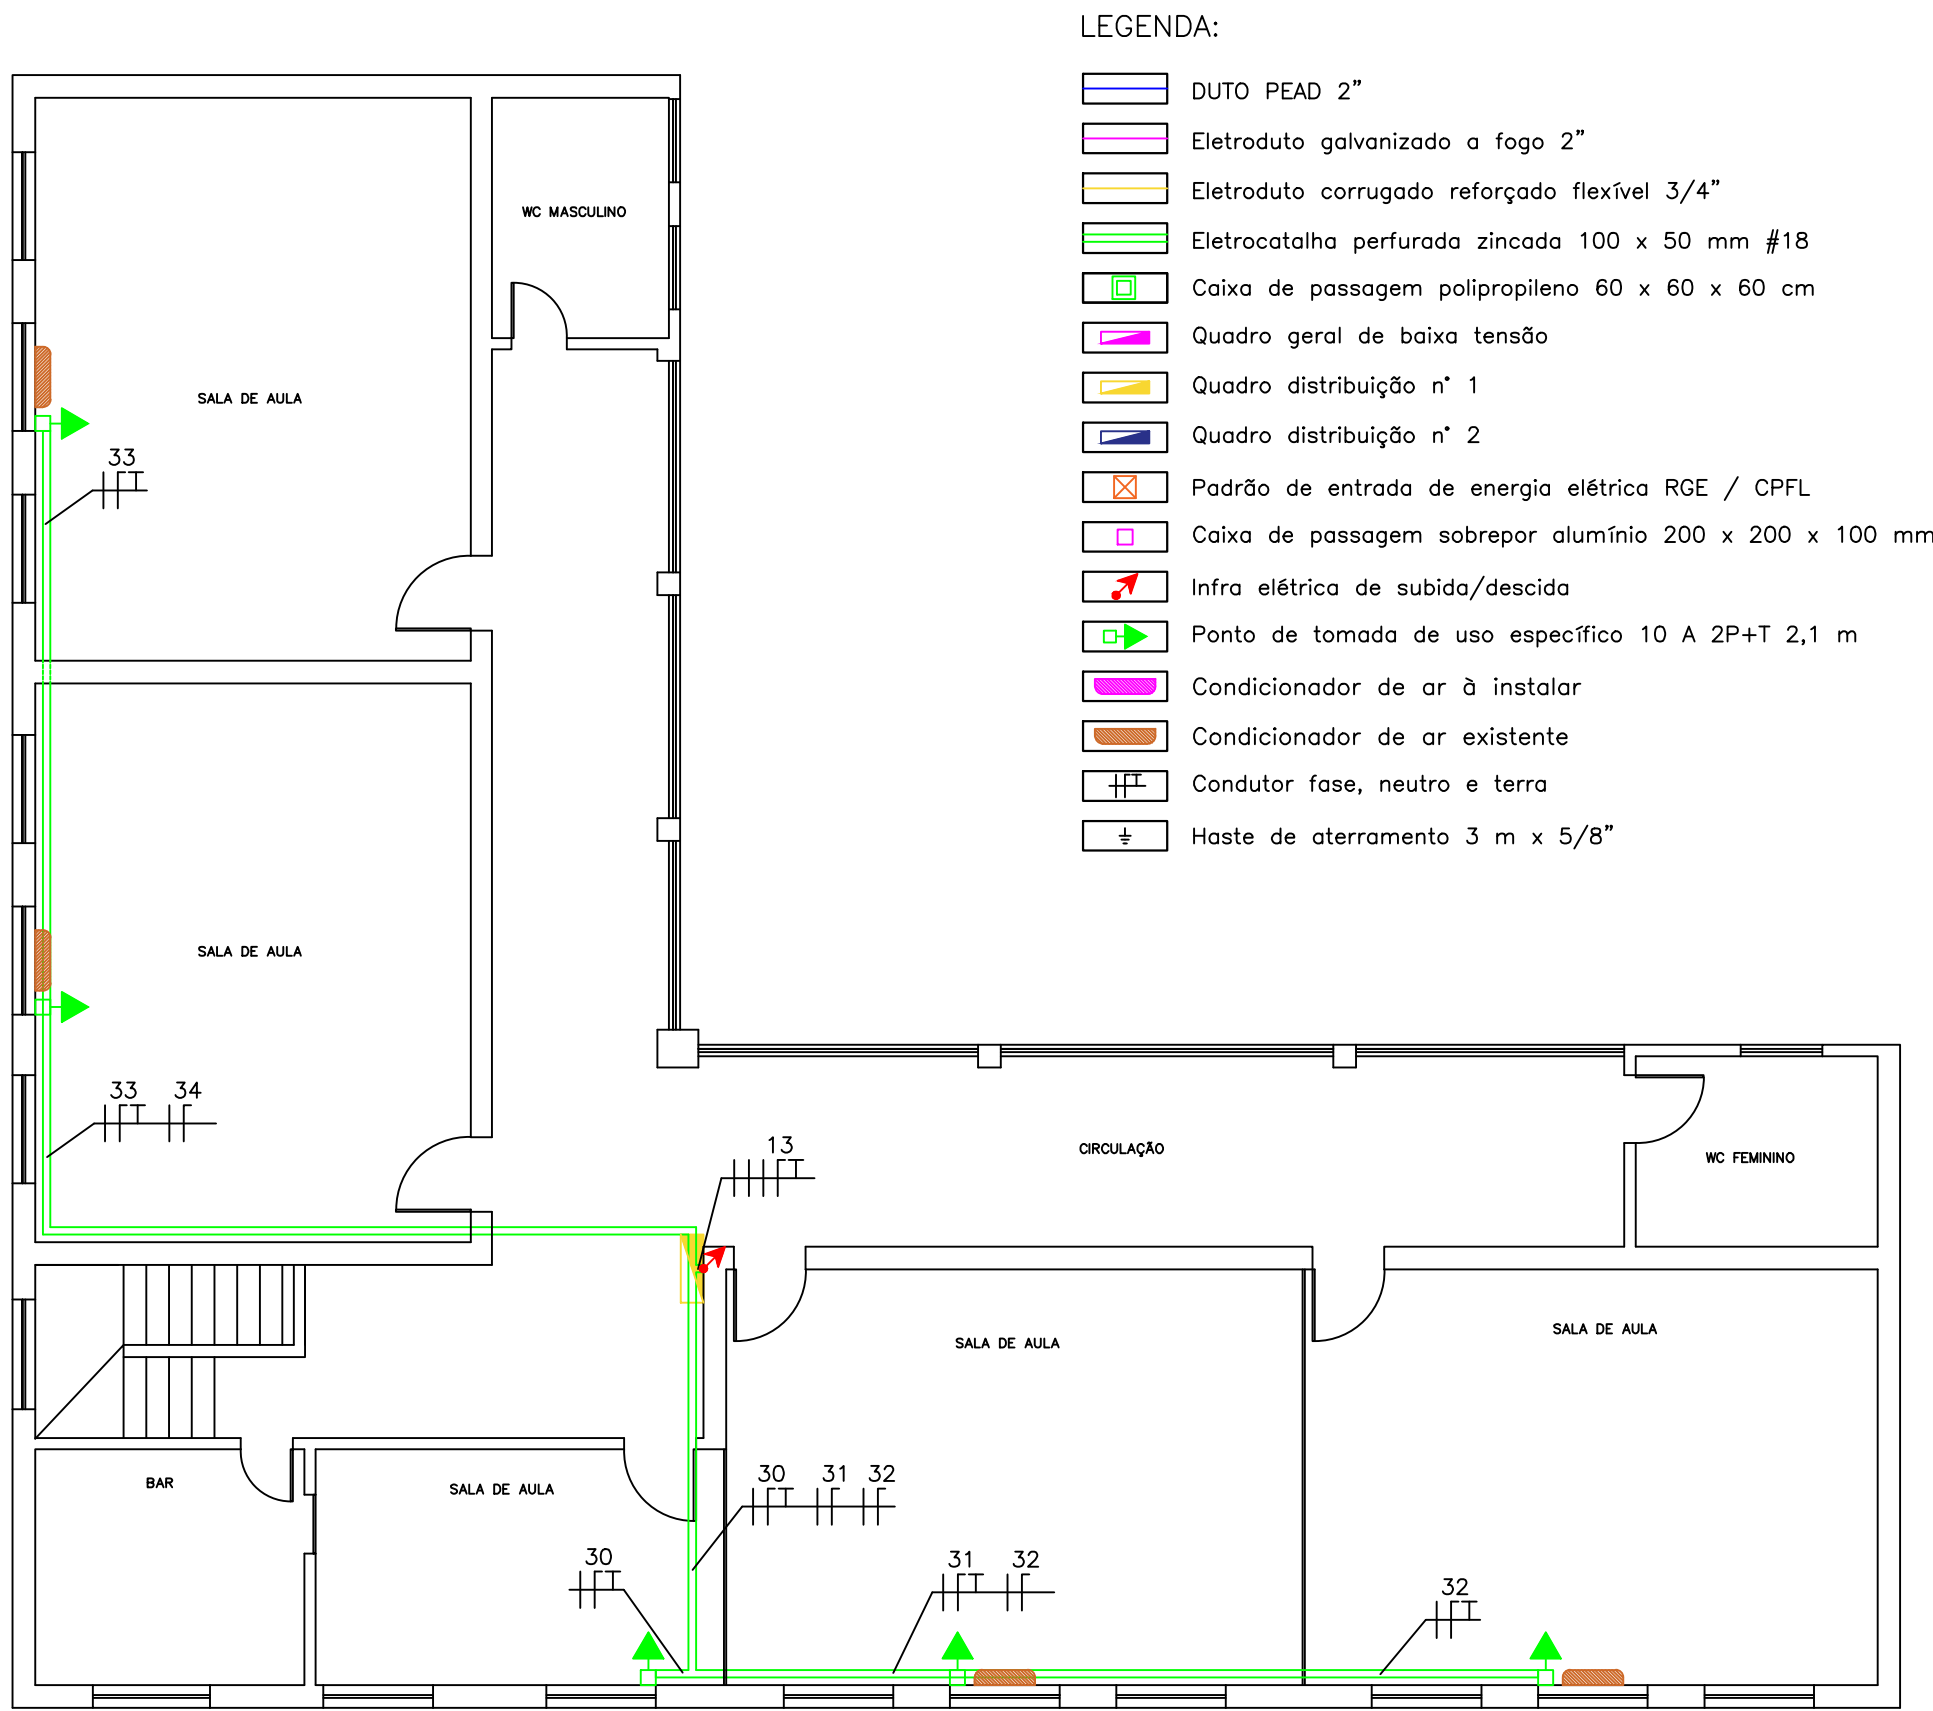 LEGENDA:
DUTO PEAD 2”
Eletroduto galvanizado a fogo 2”
Eletroduto corrugado reforçado flexível 3/4”
Eletrocatalha perfurada zincada 100 x 50 mm #18
Caixa de passagem polipropileno 60 x 60 x 60 cm
Quadro geral de baixa tensão
Quadro distribuição n° 1
Quadro distribuição n° 2
Padrão de entrada de energia elétrica RGE / CPFL
Caixa de passagem sobrepor alumínio 200 x 200 x 100 mm
Infra elétrica de subida/descida
Ponto de tomada de uso específico 10 A 2P+T 2,1 m
Condicionador de ar à instalar
Condicionador de ar existente
Condutor fase, neutro e terra
Haste de aterramento 3 m x 5/8”
WC MASCULINO
SALA DE AULA
33
SALA DE AULA
33 34
13
CIRCULAÇÃO
WC FEMININO
SALA DE AULA
SALA DE AULA
BAR
SALA DE AULA
30 31 32
30
31 32
32